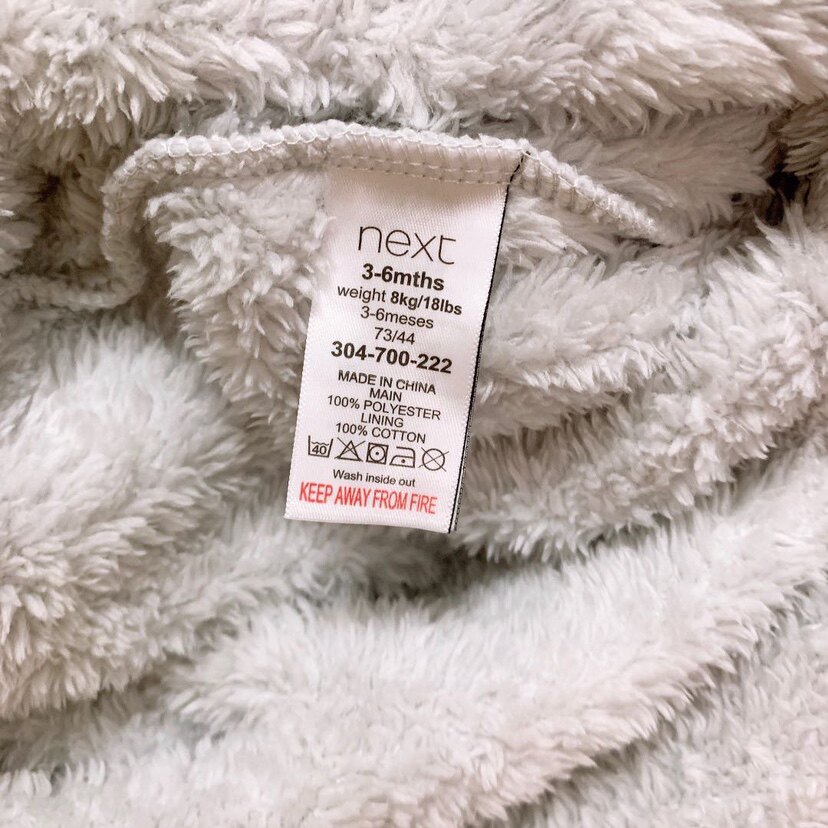 next
3-6mths
weight 8kg/18lbs
3-6meses
73/44
304-700-222
MADE IN CHINA
MAIN
100% POLYESTER
LINING
100% COTTON
40
Wash inside out
KEEP AWAY FROM FIRE